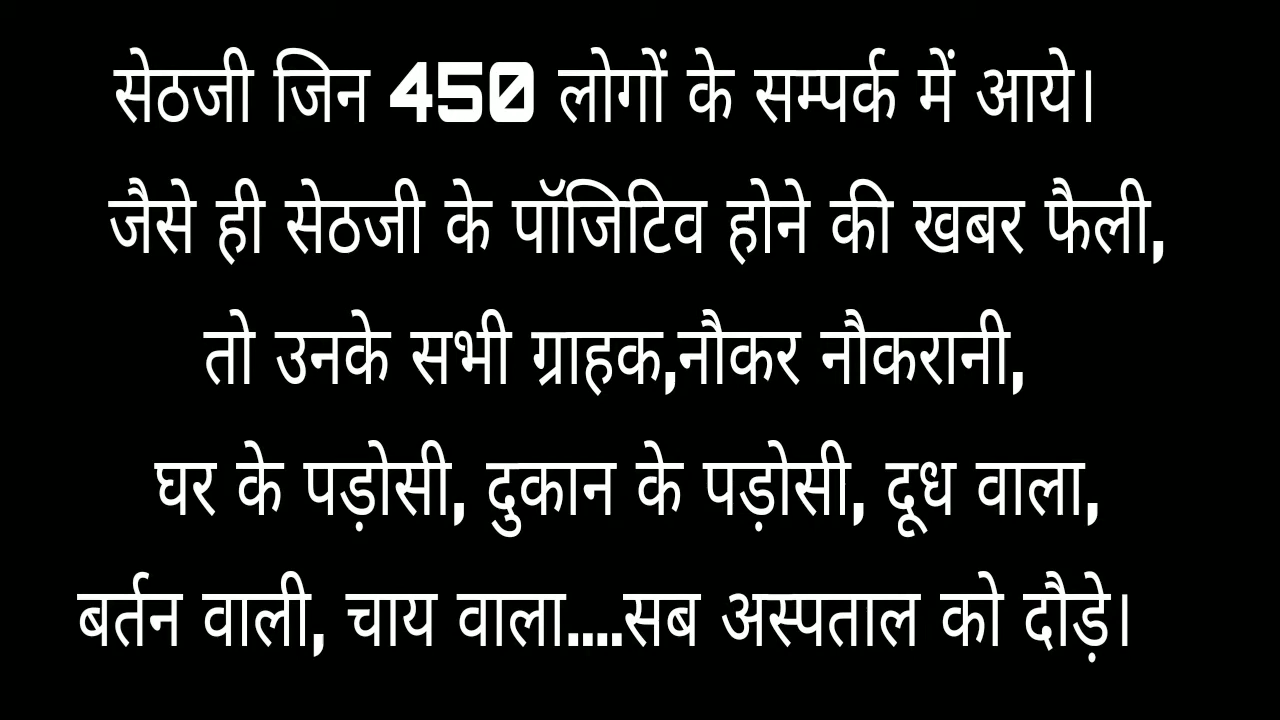 सेठजी जिन 450 लोगों के सम्पर्क में आये।
जैसे ही सेठजी के पॉजिटिव होने की खबर फैली,
तो उनके सभी ग्राहक,नौकर नौकरानी,
घर के पड़ोसी, दुकान के पड़ोसी, दूध वाला,
बर्तन वाली, चाय वाला....सब अस्पताल को दौड़े।